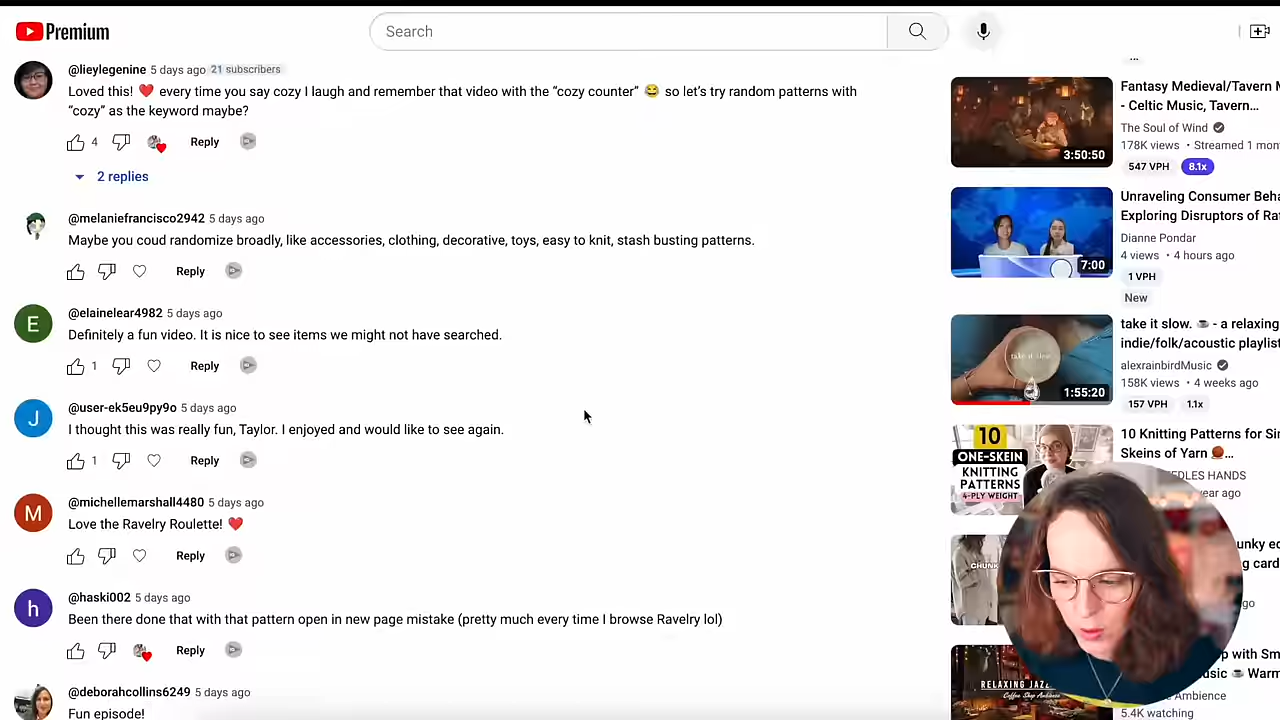 Premium
Search
@lieylegenine 5 days ago 21 subscribers
Loved this! ❤️ every time you say cozy I laugh and remember that video with the “cozy counter” 😂 so let’s try random patterns with
“cozy” as the keyword maybe?
4
Reply
2 replies
@melaniefrancisco2942 5 days ago
Maybe you coud randomize broadly, like accessories, clothing, decorative, toys, easy to knit, stash busting patterns.
Reply
E
@elainelear4982 5 days ago
Definitely a fun video. It is nice to see items we might not have searched.
1
Reply
J
@user-ek5eu9py9o 5 days ago
I thought this was really fun, Taylor. I enjoyed and would like to see again.
1
Reply
M
@michellemarshall4480 5 days ago
Love the Ravelry Roulette! ❤️
Reply
h
@haski002 5 days ago
Been there done that with that pattern open in new page mistake (pretty much every time I browse Ravelry lol)
Reply
@deborahcollins6249 5 days ago
Fun episode!
...
3:50:50
Fantasy Medieval/Tavern M
- Celtic Music, Tavern...
The Soul of Wind
178K views • Streamed 1 mon
547 VPH 8.1x
7:00
Unraveling Consumer Beha
Exploring Disruptors of Ra
Dianne Pondar
4 views • 4 hours ago
1 VPH
New
take it slow
1:55:20
take it slow. ☕ - a relaxing
indie/folk/acoustic playlist
alexrainbirdMusic
158K views • 4 weeks ago
157 VPH 1.1x
10
ONE-SKEIN
KNITTING
PATTERNS
4-PLY WEIGHT
10 Knitting Patterns for Si
Skeins of Yarn 🧶...
EDLES HANDS
year ago
CHUNK
unky e
g card
go
RELAXING JAZZ
Coffee Shop Ambience
p with Sm
usic ☕ Warm
Ambience
5.4K watching